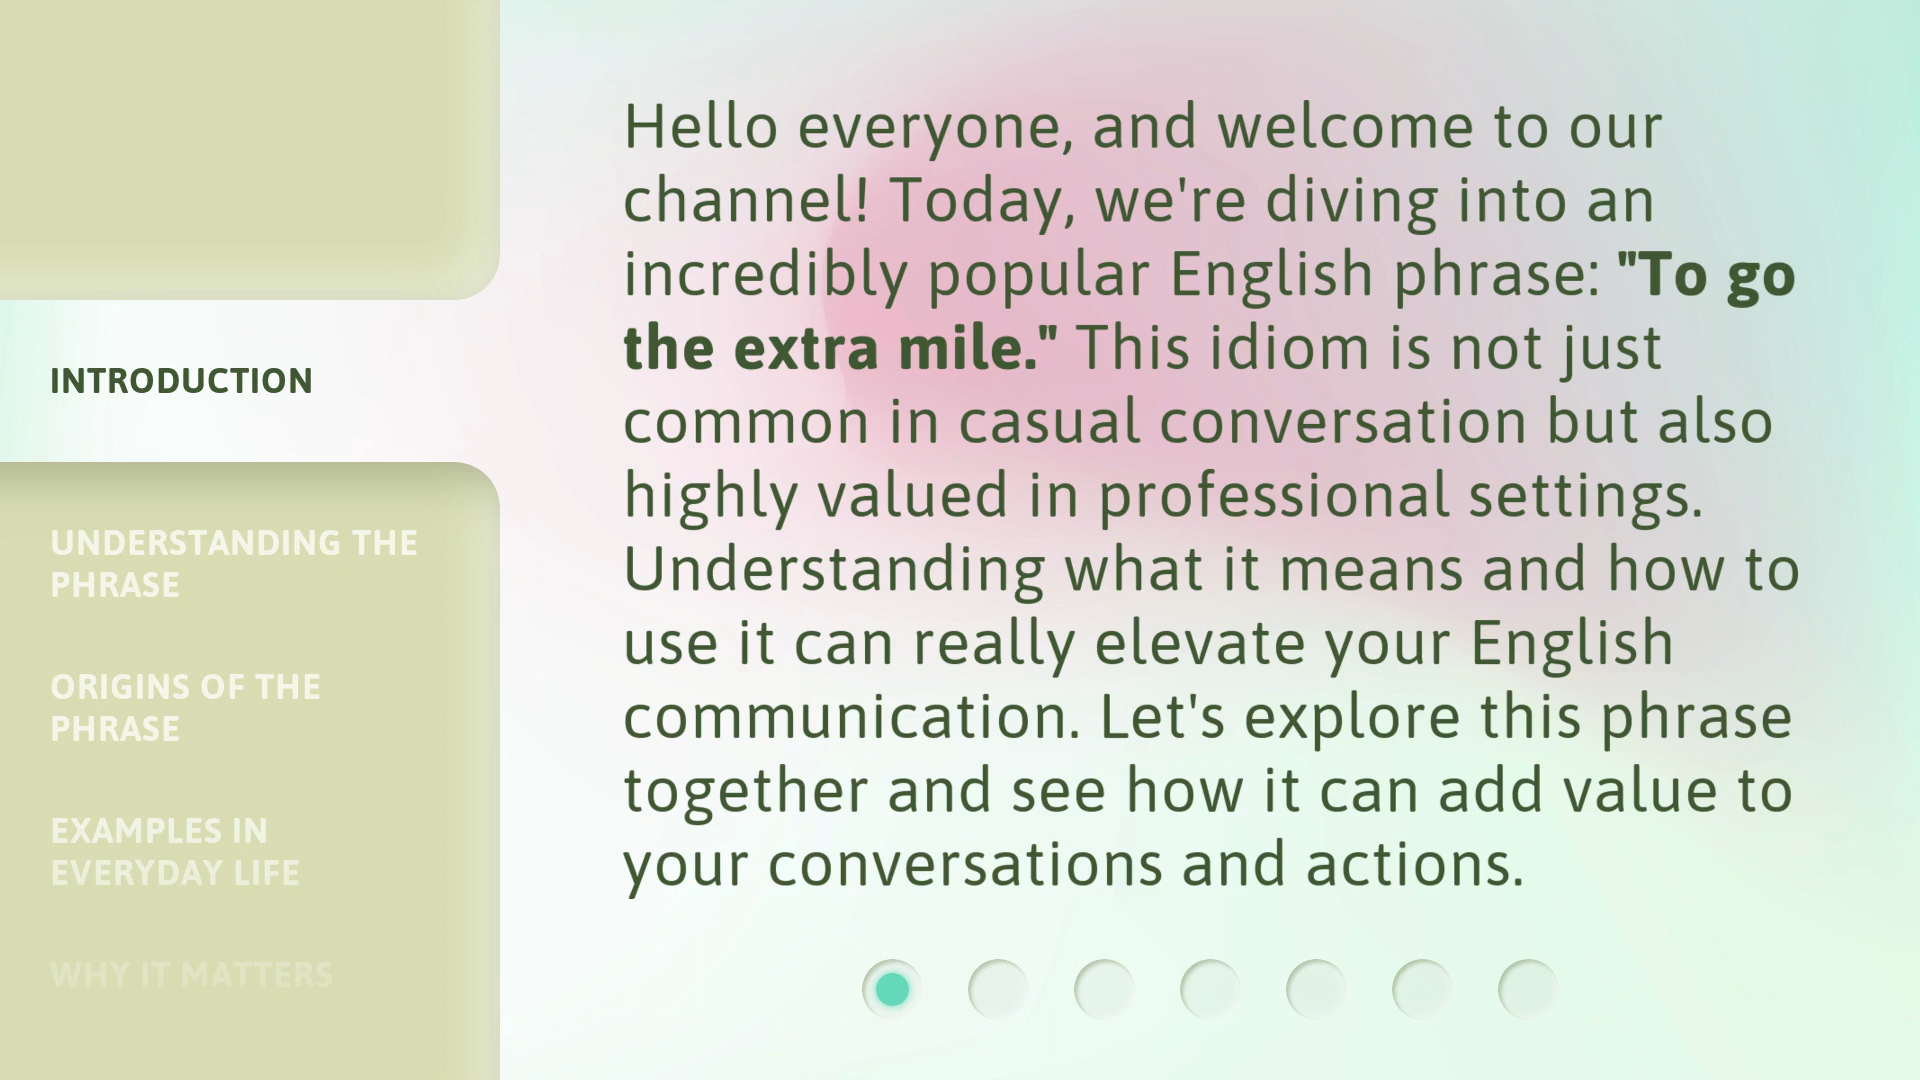 INTRODUCTION
UNDERSTANDING THE
PHRASE
ORIGINS OF THE
PHRASE
EXAMPLES IN
EVERYDAY LIFE
WHY IT MATTERS
Hello everyone, and welcome to our
channel! Today, we're diving into an
incredibly popular English phrase: "To go
the extra mile." This idiom is not just
common in casual conversation but also
highly valued in professional settings.
Understanding what it means and how to
use it can really elevate your English
communication. Let's explore this phrase
together and see how it can add value to
your conversations and actions.